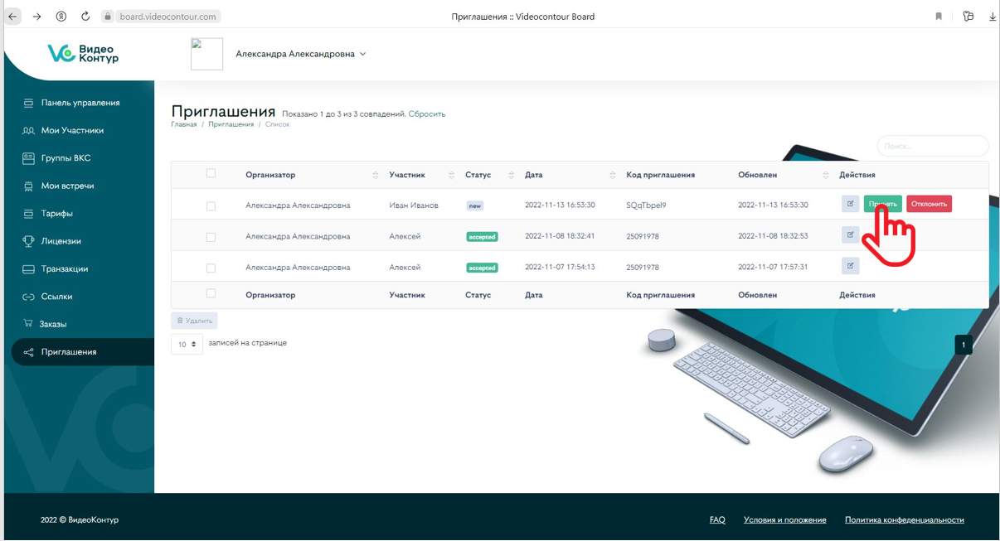 board.videocontour.com
Приглашения :: Videocontour Board
Видео
Контур
Александра Александровна
Панель управления
Мои Участники
Группы ВКС
Мои встречи
Тарифы
Лицензии
Транзакции
Ссылки
Заказы
Приглашения
Приглашения Показано 1 до 3 из 3 совпадений. Сбросить
Главная / Приглашения / Список
Поиск...
Организатор Участник Статус Дата Код приглашения Обновлен Действия
Александра Александровна Иван Иванов new 2022-11-13 16:53:30 SQqTbpel9 2022-11-13 16:53:30 Принять Отклонить
Александра Александровна Алексей accepted 2022-11-08 18:32:41 25091978 2022-11-08 18:32:53
Александра Александровна Алексей accepted 2022-11-07 17:54:13 25091978 2022-11-07 17:57:31
Организатор Участник Статус Дата Код приглашения Обновлен Действия
Удалить
10 записей на странице
1
2022 © ВидеоКонтур
FAQ Условия и положение Политика конфеденциальности